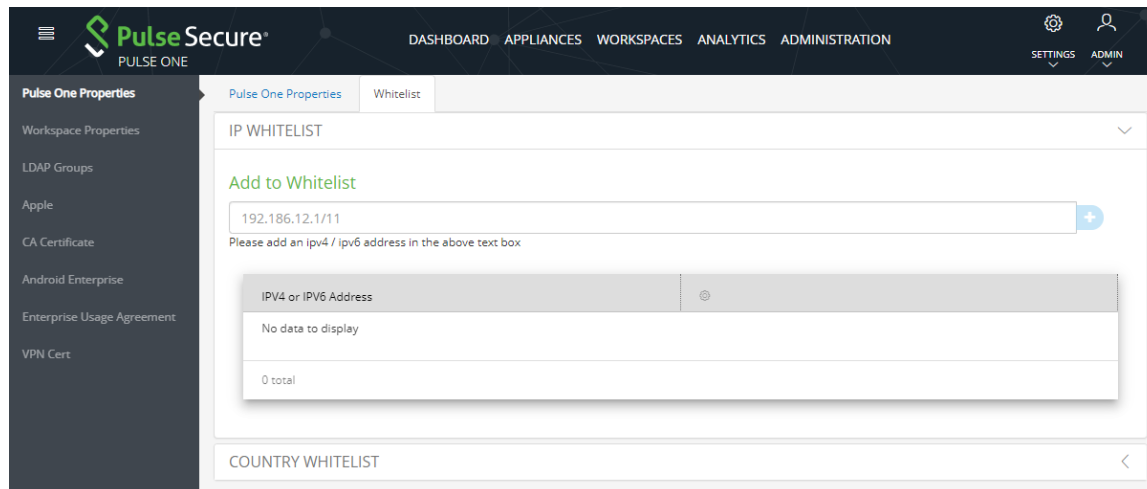 Pulse Secure®
PULSE ONE
DASHBOARD APPLIANCES WORKSPACES ANALYTICS ADMINISTRATION
SETTINGS ADMIN
Pulse One Properties
Workspace Properties
LDAP Groups
Apple
CA Certificate
Android Enterprise
Enterprise Usage Agreement
VPN Cert
Pulse One Properties Whitelist
IP WHITELIST
Add to Whitelist
192.186.12.1/11
Please add an ipv4 / ipv6 address in the above text box
IPV4 or IPV6 Address
No data to display
0 total
COUNTRY WHITELIST